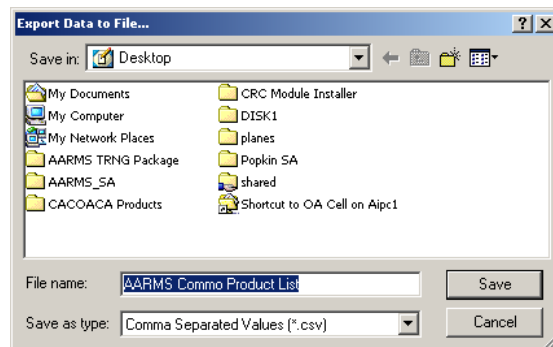 Export Data to File...
Save in: Desktop
My Documents
My Computer
My Network Places
AARMS TRNG Package
AARMS_SA
CACOACA Products
CRC Module Installer
DISK1
planes
Popkin SA
shared
Shortcut to OA Cell on Aipc1
File name: AARMS Commo Product List Save
Save as type: Comma Separated Values (*.csv) Cancel